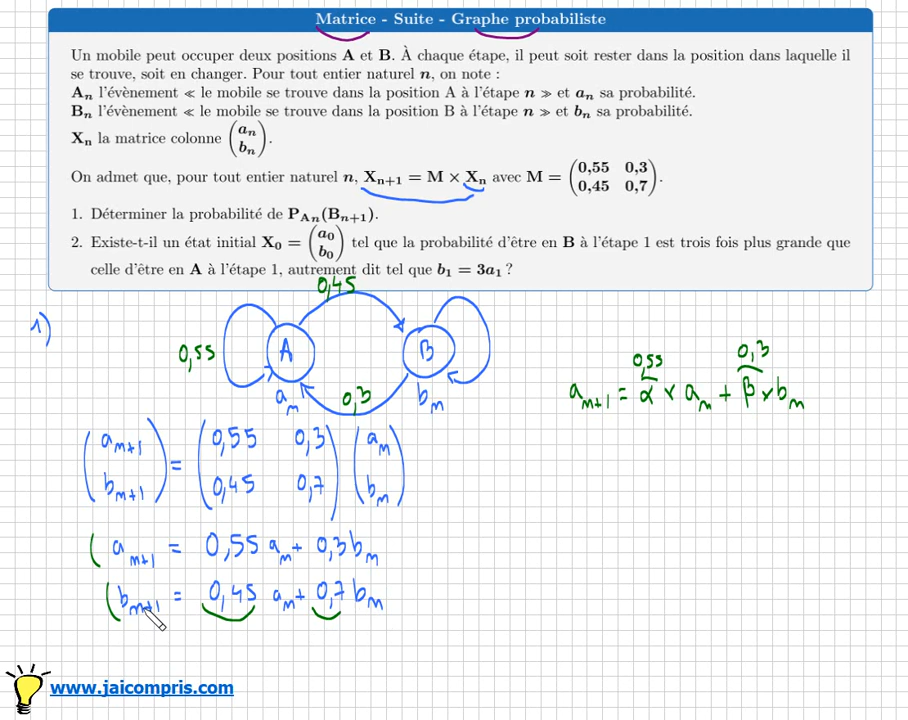 Matrice - Suite - Graphe probabiliste
Un mobile peut occuper deux positions A et B. À chaque étape, il peut soit rester dans la position dans laquelle il
se trouve, soit en changer. Pour tout entier naturel n, on note :
Aₙ l'évènement ≪ le mobile se trouve dans la position A à l'étape n ≫ et aₙ sa probabilité.
Bₙ l'évènement ≪ le mobile se trouve dans la position B à l'étape n ≫ et bₙ sa probabilité.
Xₙ la matrice colonne (aₙ bₙ).
On admet que, pour tout entier naturel n, Xₙ₊₁ = M × Xₙ avec M = (0,55 0,3
0,45 0,7).
1. Déterminer la probabilité de P_Aₙ(Bₙ₊₁).
2. Existe-t-il un état initial X₀ = (a₀ b₀) tel que la probabilité d'être en B à l'étape 1 est trois fois plus grande que
celle d'être en A à l'étape 1, autrement dit tel que b₁ = 3a₁ ?
0,45
1)
0,55 A B
aₙ 0,3 bₙ
0,55 0,3
aₙ₊₁ = α × aₙ + β × bₙ
(aₙ₊₁ bₙ₊₁) = (0,55 0,3
0,45 0,7) (aₙ bₙ)
aₙ₊₁ = 0,55 aₙ + 0,3 bₙ
bₙ₊₁ = 0,45 aₙ + 0,7 bₙ
www.jaicompris.com